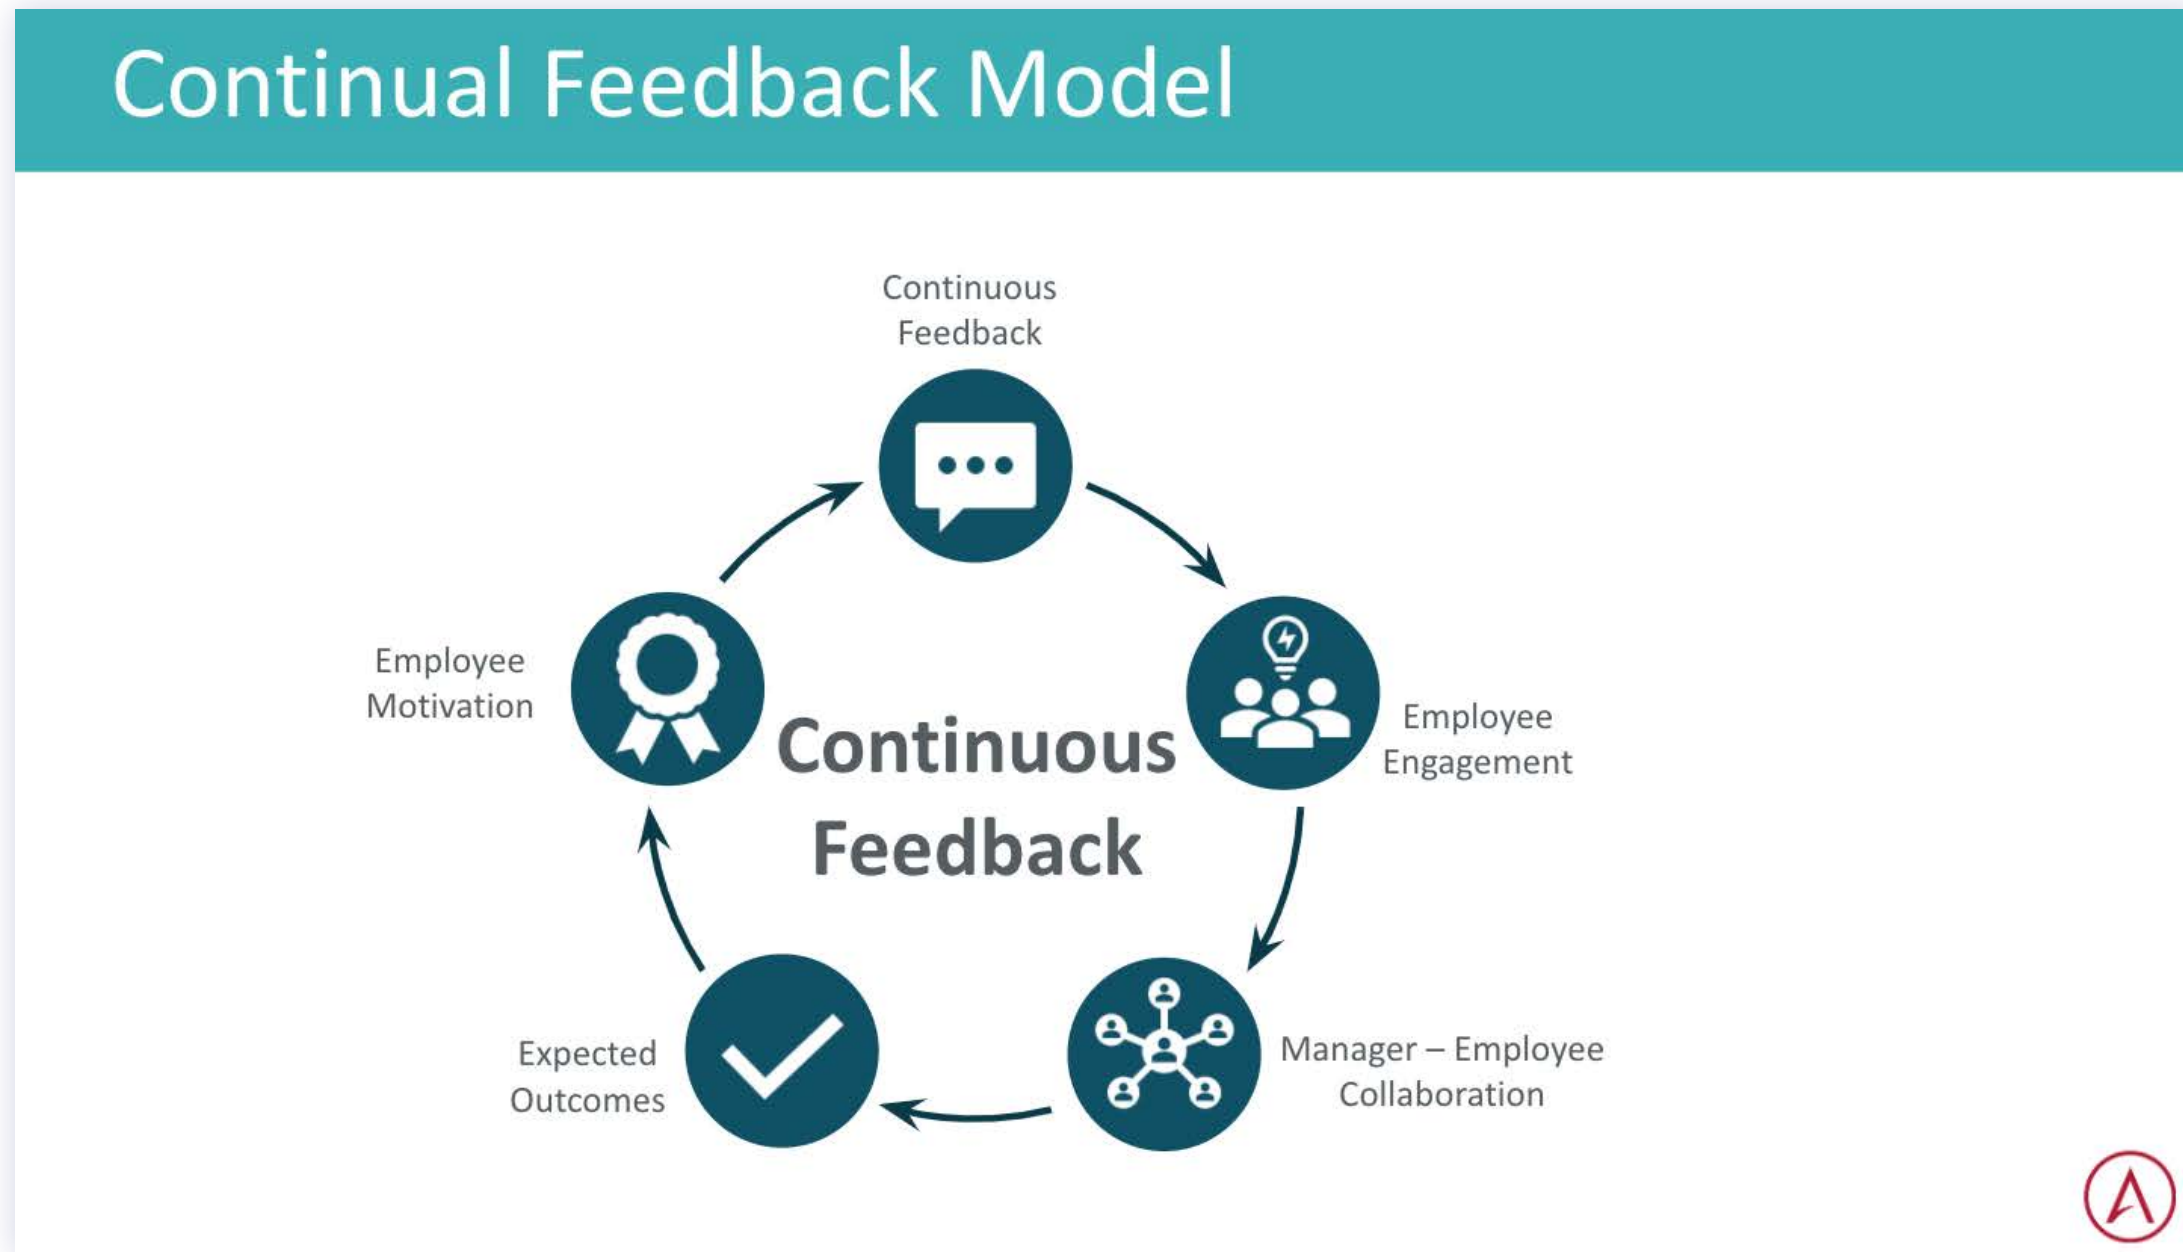 Continual Feedback Model
Continuous
Feedback
Employee
Motivation
Employee
Engagement
Continuous
Feedback
Expected
Outcomes
Manager – Employee
Collaboration